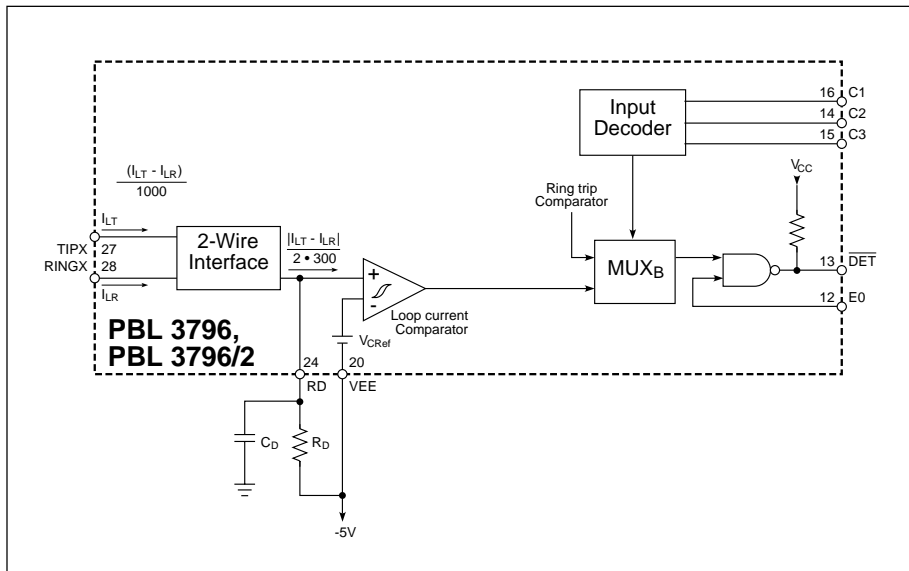 16 C1
Input
Decoder
14 C2
15 C3
(ILT - ILR)
1000
VCC
Ring trip
Comparator
ILT
TIPX 27
2-Wire
Interface
|ILT - ILR|
2 • 300
RINGX 28
ILR
+
-
MUXB
13 DET
12 E0
Loop current
Comparator
PBL 3796,
PBL 3796/2
VCRef
24 RD
20 VEE
CD
RD
-5V